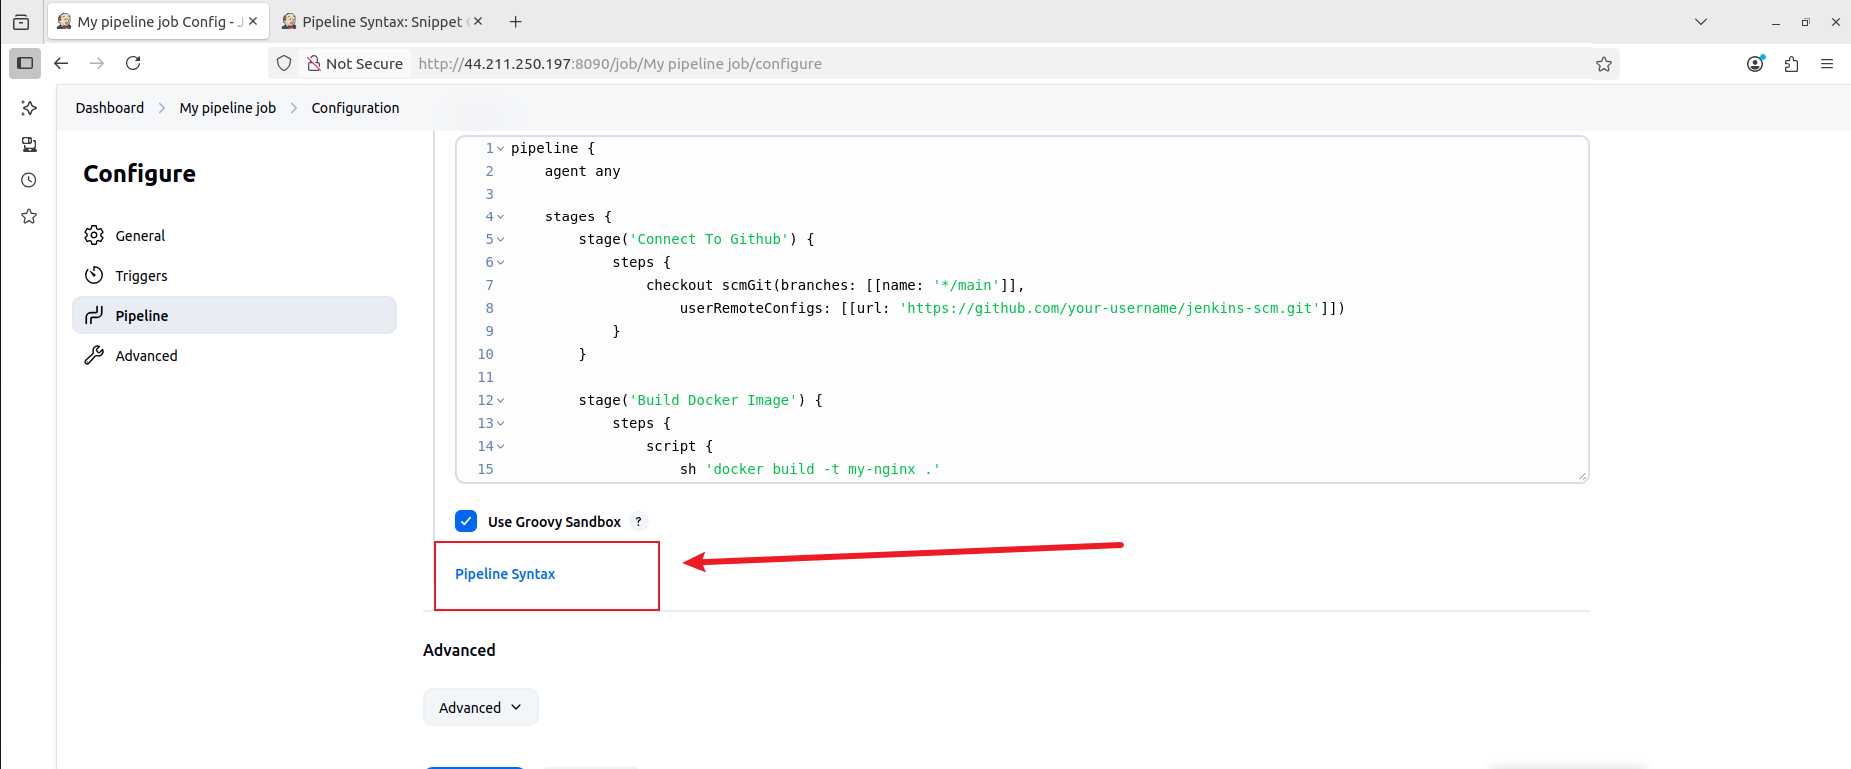 My pipeline job Config - J
Pipeline Syntax: Snippet
Not Secure
http://44.211.250.197:8090/job/My pipeline job/configure
Dashboard
My pipeline job
Configuration
Configure
General
Triggers
Pipeline
Advanced
1 pipeline {
2     agent any
3
4     stages {
5         stage('Connect To Github') {
6             steps {
7                 checkout scmGit(branches: [[name: '*/main']],
8                     userRemoteConfigs: [[url: 'https://github.com/your-username/jenkins-scm.git']])
9             }
10         }
11
12         stage('Build Docker Image') {
13             steps {
14                 script {
15                     sh 'docker build -t my-nginx .'
Use Groovy Sandbox ?
Pipeline Syntax
Advanced
Advanced